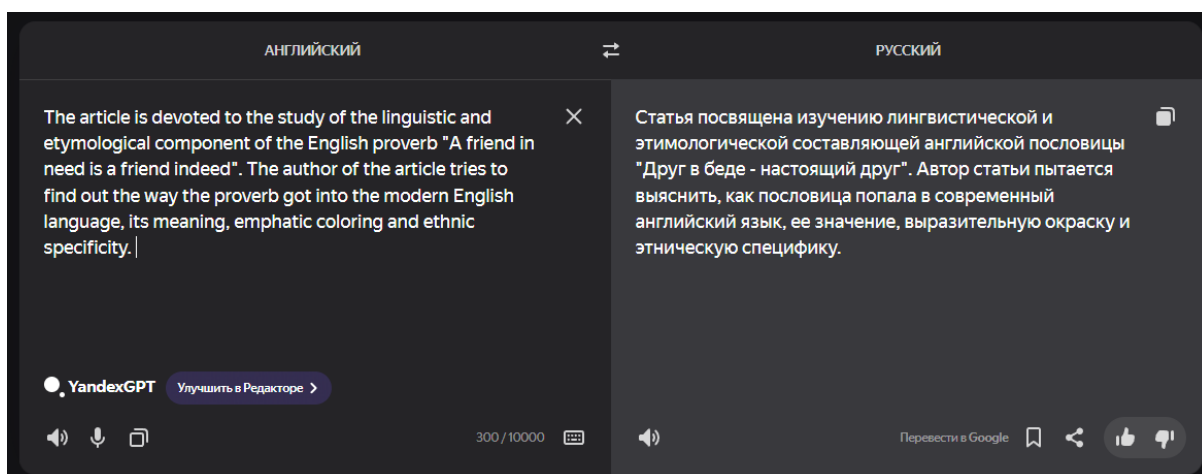 АНГЛИЙСКИЙ
РУССКИЙ
The article is devoted to the study of the linguistic and
etymological component of the English proverb "A friend in
need is a friend indeed". The author of the article tries to
find out the way the proverb got into the modern English
language, its meaning, emphatic coloring and ethnic
specificity.
Статья посвящена изучению лингвистической и
этимологической составляющей английской пословицы
"Друг в беде - настоящий друг". Автор статьи пытается
выяснить, как пословица попала в современный
английский язык, ее значение, выразительную окраску и
этническую специфику.
YandexGPT Улучшить в Редакторе
300 / 10000
Перевести в Google